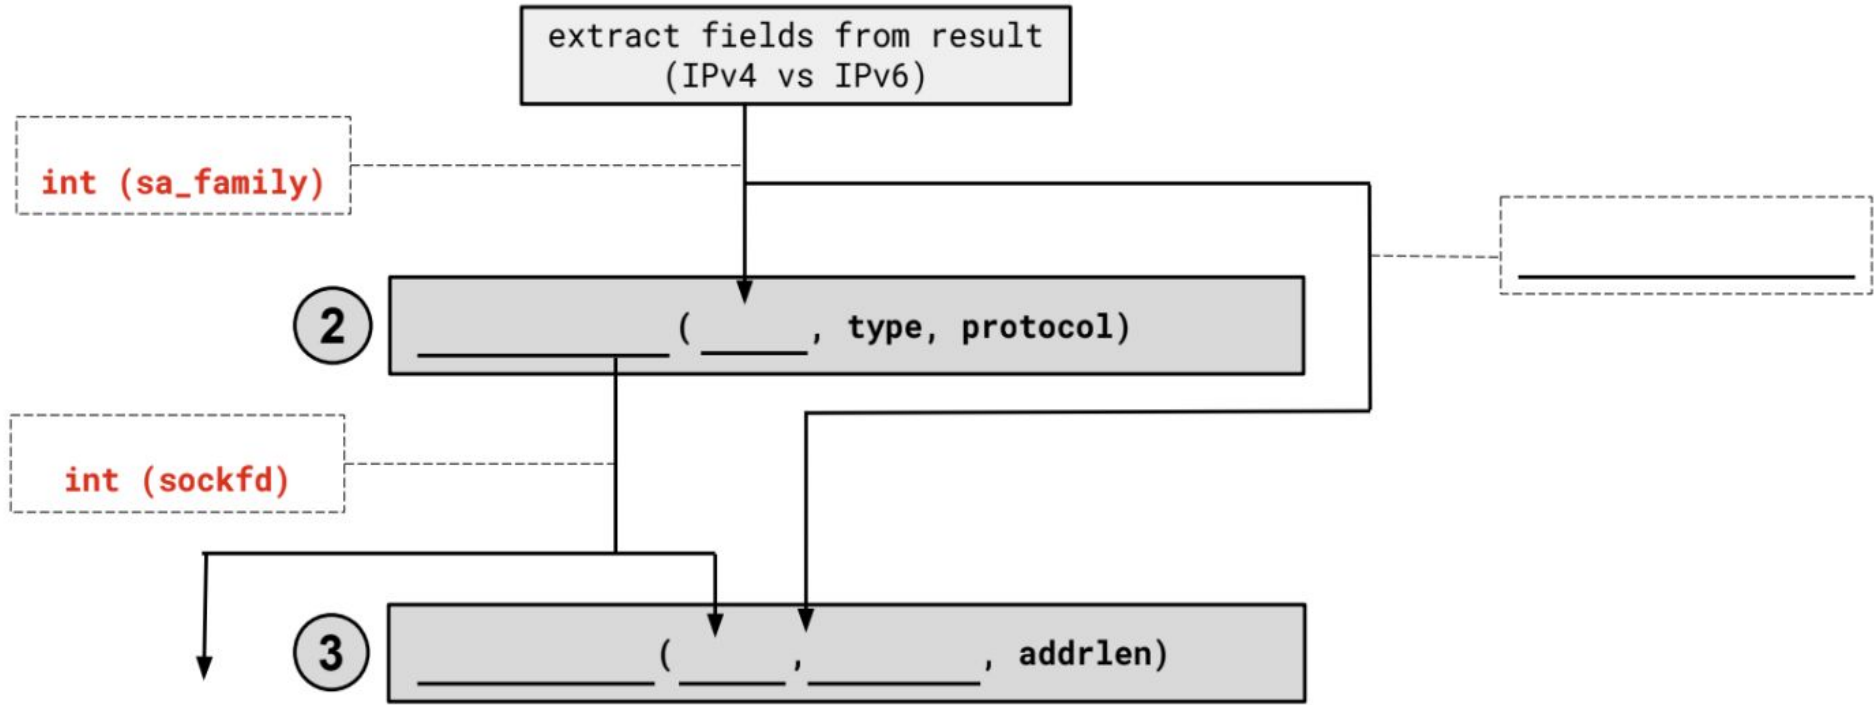 extract fields from result
(IPv4 vs IPv6)
int (sa_family)
2
(     , type, protocol)
int (sockfd)
3
(     ,     , addrlen)